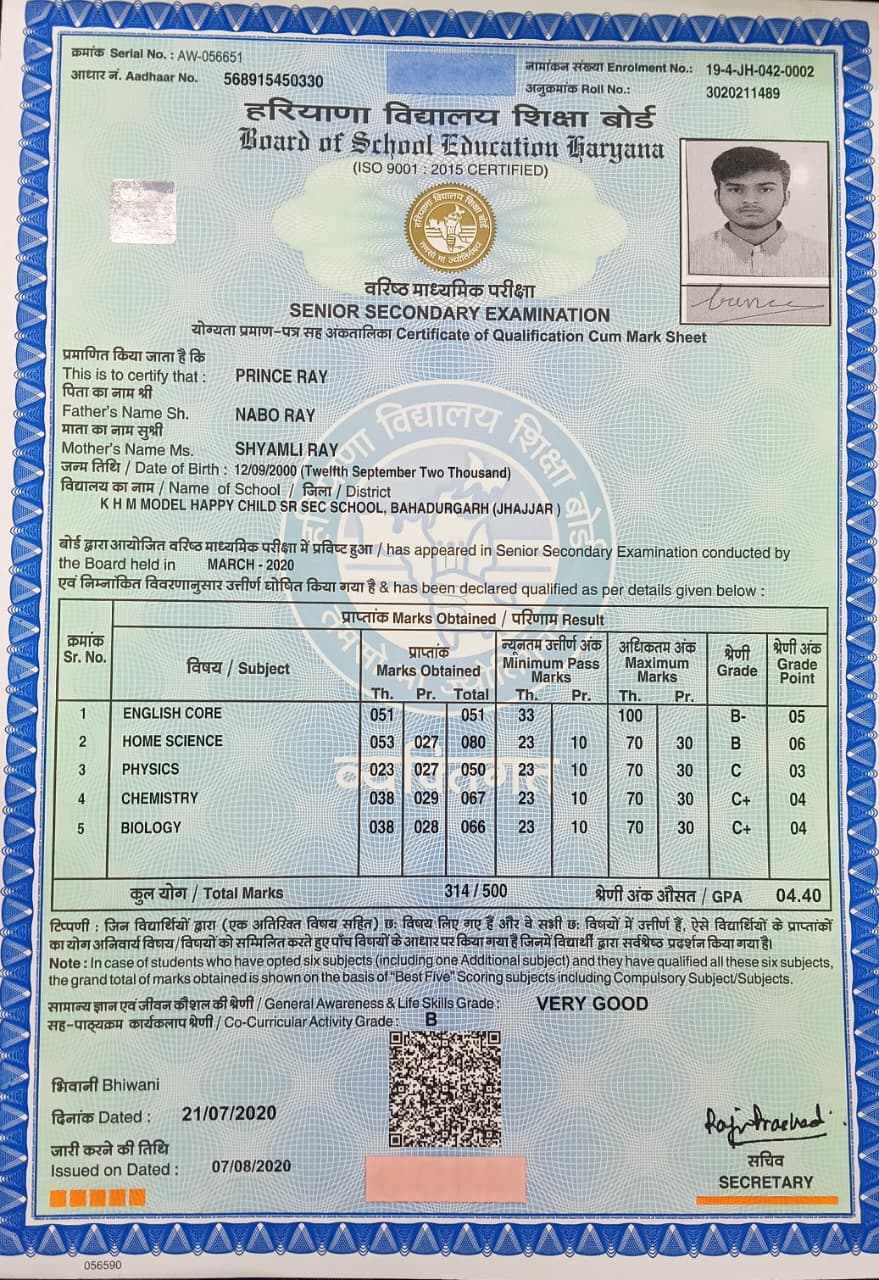 क्रमांक Serial No. : AW-056651
आधार नं. Aadhaar No. 568915450330
नामांकन संख्या Enrolment No.: 19-4-JH-042-0002
अनुक्रमांक Roll No.: 3020211489
हरियाणा विद्यालय शिक्षा बोर्ड
Board of School Education Haryana
(ISO 9001 : 2015 CERTIFIED)
वरिष्ठ माध्यमिक परीक्षा
SENIOR SECONDARY EXAMINATION
योग्यता प्रमाण-पत्र सह अंकतालिका Certificate of Qualification Cum Mark Sheet
प्रमाणित किया जाता है कि
This is to certify that : PRINCE RAY
पिता का नाम श्री
Father's Name Sh. NABO RAY
माता का नाम सुश्री
Mother's Name Ms. SHYAMLI RAY
जन्म तिथि / Date of Birth : 12/09/2000 (Twelfth September Two Thousand)
विद्यालय का नाम / Name of School / जिला / District
K H M MODEL HAPPY CHILD SR SEC SCHOOL, BAHADURGARH (JHAJJAR )
बोर्ड द्वारा आयोजित वरिष्ठ माध्यमिक परीक्षा में प्रविष्ट हुआ / has appeared in Senior Secondary Examination conducted by
the Board held in MARCH - 2020
एवं निम्नांकित विवरणानुसार उत्तीर्ण घोषित किया गया है & has been declared qualified as per details given below :
प्राप्तांक Marks Obtained / परिणाम Result
क्रमांक Sr. No. विषय / Subject प्राप्तांक Marks Obtained न्यूनतम उत्तीर्ण अंक Minimum Pass Marks अधिकतम अंक Maximum Marks श्रेणी Grade श्रेणी अंक Grade Point
Th. Pr. Total Th. Pr. Th. Pr.
1 ENGLISH CORE 051 051 33 100 B- 05
2 HOME SCIENCE 053 027 080 23 10 70 30 B 06
3 PHYSICS 023 027 050 23 10 70 30 C 03
4 CHEMISTRY 038 029 067 23 10 70 30 C+ 04
5 BIOLOGY 038 028 066 23 10 70 30 C+ 04
कुल योग / Total Marks 314 / 500 श्रेणी अंक औसत / GPA 04.40
टिप्पणी : जिन विद्यार्थियों द्वारा (एक अतिरिक्त विषय सहित) छः विषय लिए गए हैं और वे सभी छः विषयों में उत्तीर्ण हैं, ऐसे विद्यार्थियों के प्राप्तांकों
का योग अनिवार्य विषय/विषयों को सम्मिलित करते हुए पाँच विषयों के आधार पर किया गया है जिनमें विद्यार्थी द्वारा सर्वश्रेष्ठ प्रदर्शन किया गया है।
Note : In case of students who have opted six subjects (including one Additional subject) and they have qualified all these six subjects,
the grand total of marks obtained is shown on the basis of "Best Five" Scoring subjects including Compulsory Subject/Subjects.
सामान्य ज्ञान एवं जीवन कौशल की श्रेणी / General Awareness & Life Skills Grade : VERY GOOD
सह-पाठ्यक्रम कार्यकलाप श्रेणी / Co-Curricular Activity Grade : B
भिवानी Bhiwani
दिनांक Dated : 21/07/2020
जारी करने की तिथि
Issued on Dated : 07/08/2020
सचिव
SECRETARY
056590